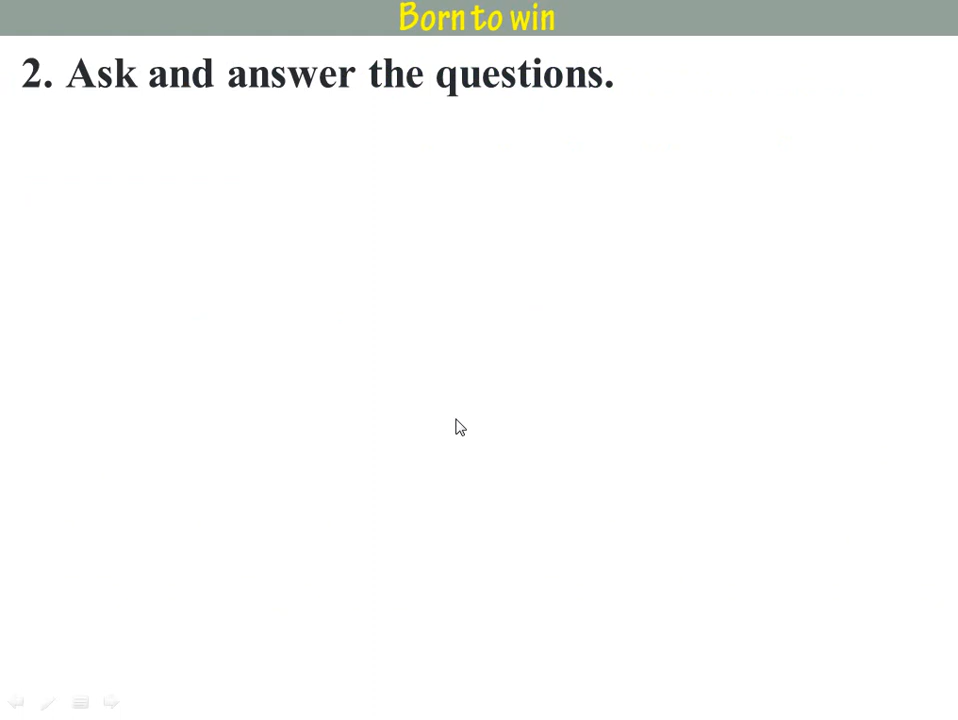 Born to win
2. Ask and answer the questions.